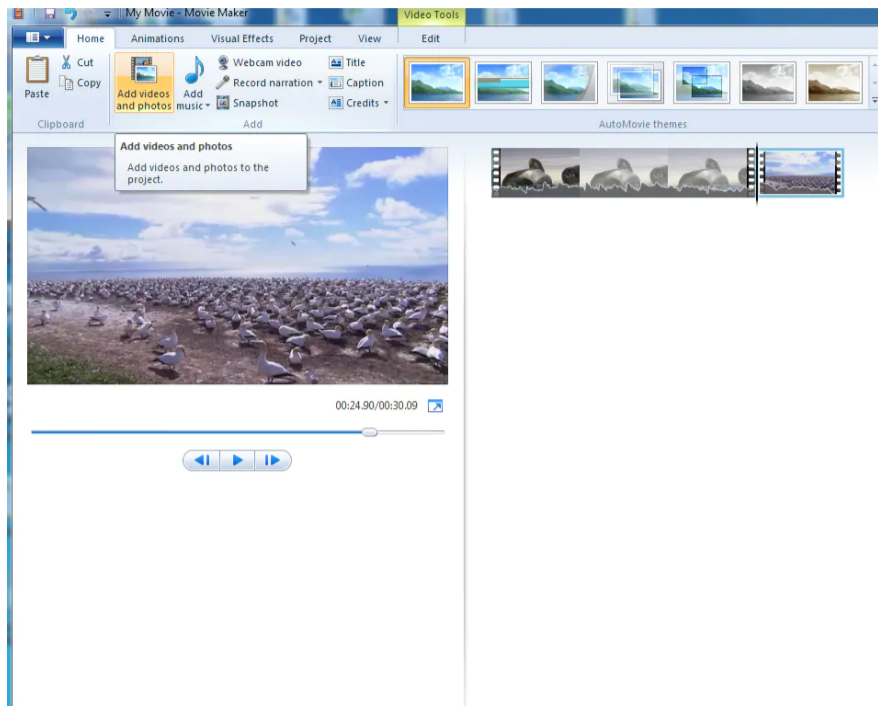 My Movie - Movie Maker
Video Tools
Home Animations Visual Effects Project View Edit
Paste
Cut
Copy
Clipboard
Add videos
and photos
Add
music
Webcam video
Record narration
Snapshot
Title
Caption
Credits
Add
AutoMovie themes
Add videos and photos
Add videos and photos to the
project.
00:24.90/00:30.09